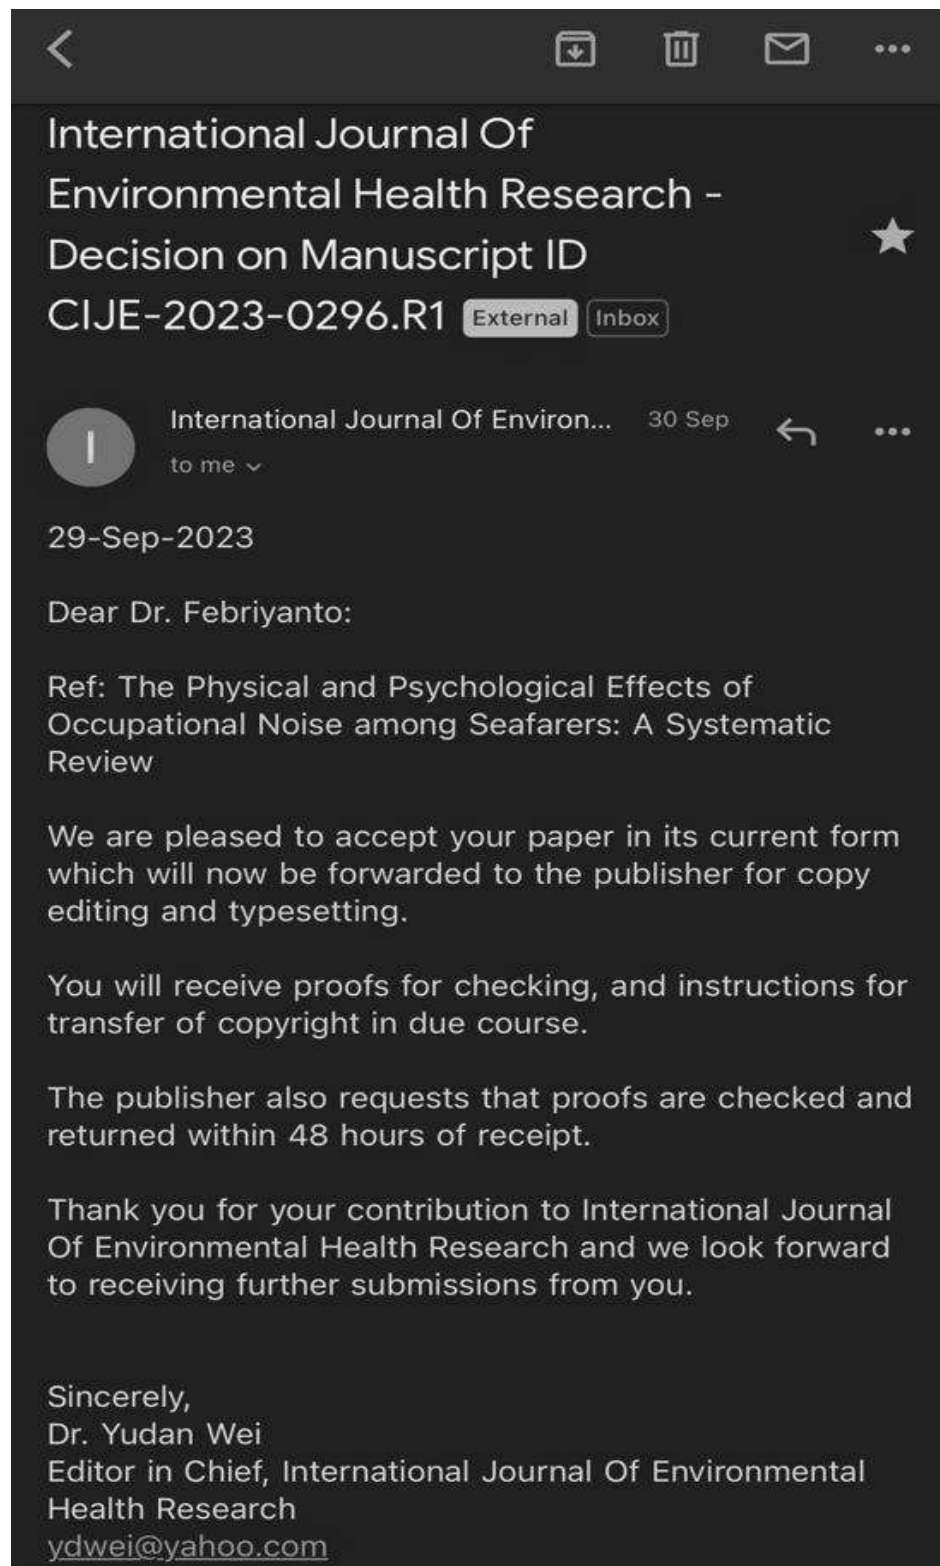 International Journal Of
Environmental Health Research -
Decision on Manuscript ID
CIJE-2023-0296.R1 External Inbox
I
International Journal Of Environ... 30 Sep
to me
29-Sep-2023
Dear Dr. Febriyanto:
Ref: The Physical and Psychological Effects of
Occupational Noise among Seafarers: A Systematic
Review
We are pleased to accept your paper in its current form
which will now be forwarded to the publisher for copy
editing and typesetting.
You will receive proofs for checking, and instructions for
transfer of copyright in due course.
The publisher also requests that proofs are checked and
returned within 48 hours of receipt.
Thank you for your contribution to International Journal
Of Environmental Health Research and we look forward
to receiving further submissions from you.
Sincerely,
Dr. Yudan Wei
Editor in Chief, International Journal Of Environmental
Health Research
ydwei@yahoo.com